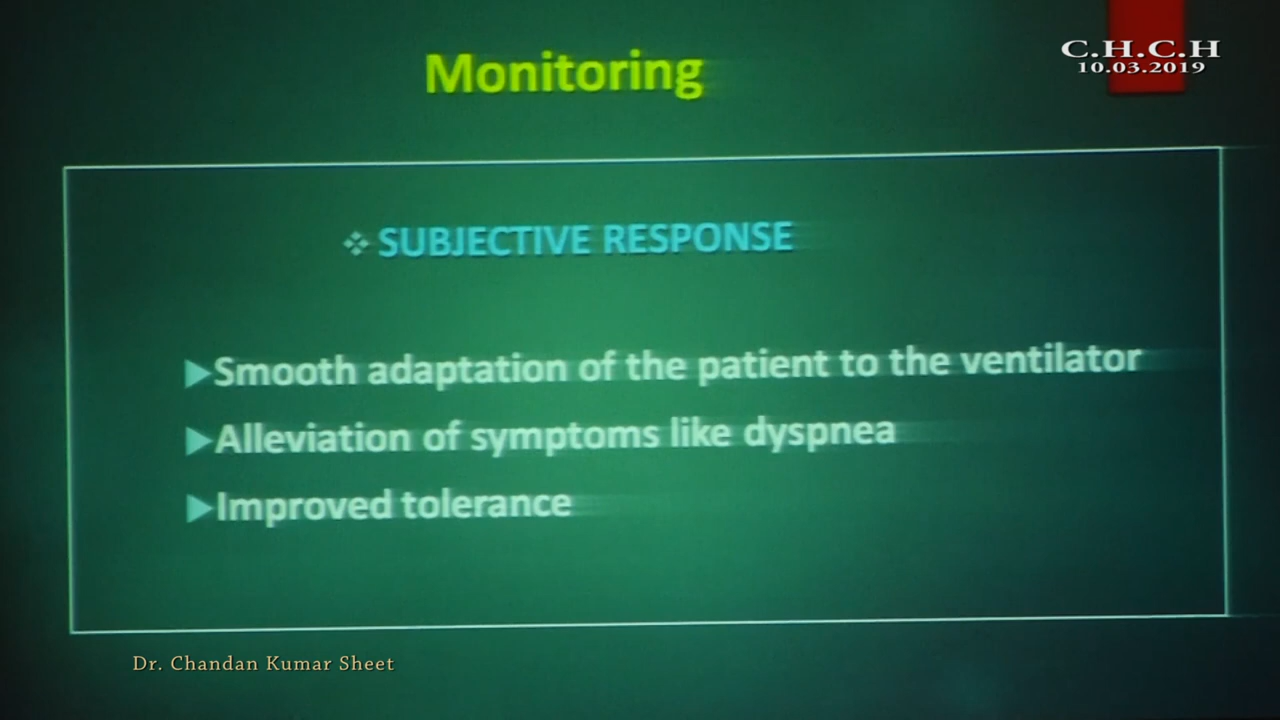 Monitoring
C.H.C.H
10.03.2019
❖ SUBJECTIVE RESPONSE
►Smooth adaptation of the patient to the ventilator
►Alleviation of symptoms like dyspnea
►Improved tolerance
Dr. Chandan Kumar Sheet